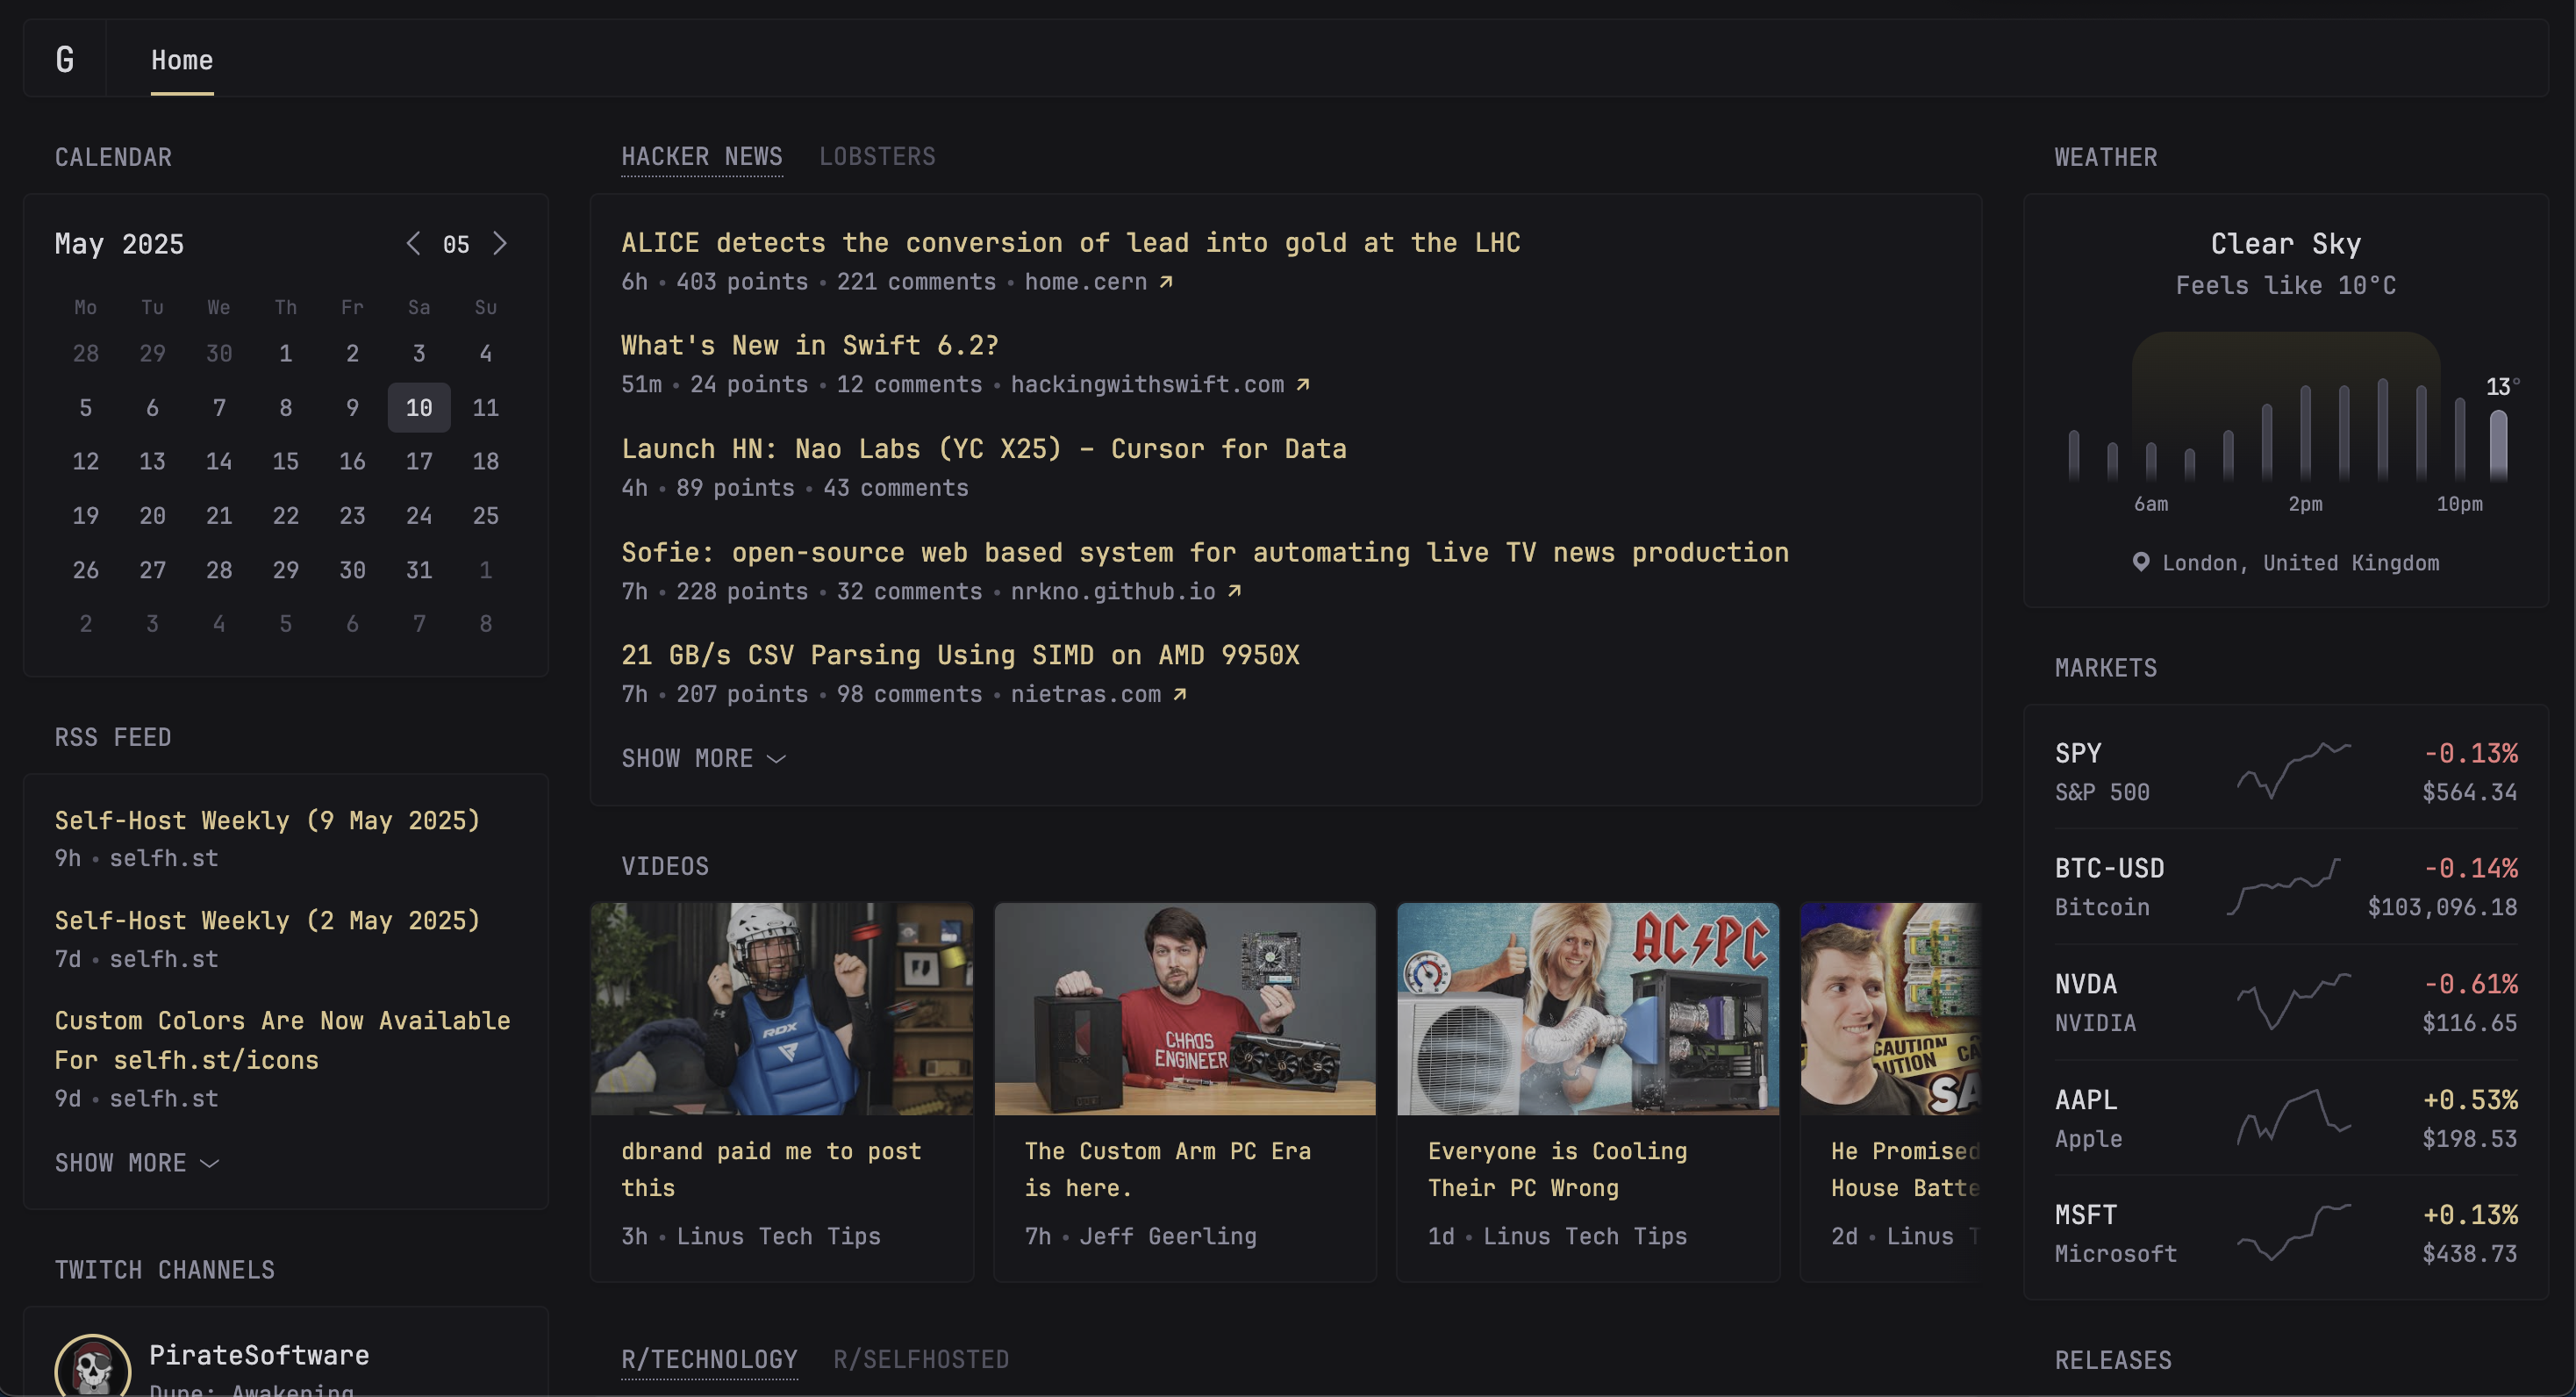 G
Home
CALENDAR
May 2025
05
Mo Tu We Th Fr Sa Su
28 29 30 1 2 3 4
5 6 7 8 9 10 11
12 13 14 15 16 17 18
19 20 21 22 23 24 25
26 27 28 29 30 31 1
2 3 4 5 6 7 8
RSS FEED
Self-Host Weekly (9 May 2025)
9h • selfh.st
Self-Host Weekly (2 May 2025)
7d • selfh.st
Custom Colors Are Now Available
For selfh.st/icons
9d • selfh.st
SHOW MORE
TWITCH CHANNELS
PirateSoftware
Dune: Awakening
HACKER NEWS LOBSTERS
ALICE detects the conversion of lead into gold at the LHC
6h • 403 points • 221 comments • home.cern ↗
What's New in Swift 6.2?
51m • 24 points • 12 comments • hackingwithswift.com ↗
Launch HN: Nao Labs (YC X25) – Cursor for Data
4h • 89 points • 43 comments
Sofie: open-source web based system for automating live TV news production
7h • 228 points • 32 comments • nrkno.github.io ↗
21 GB/s CSV Parsing Using SIMD on AMD 9950X
7h • 207 points • 98 comments • nietras.com ↗
SHOW MORE
VIDEOS
RDX
dbrand paid me to post
this
3h • Linus Tech Tips
CHAOS
ENGINEER
The Custom Arm PC Era
is here.
7h • Jeff Geerling
AC PC
Everyone is Cooling
Their PC Wrong
1d • Linus Tech Tips
CAUTION CA
AUTION
SA
He Promised
House Batte
2d • Linus T
R/TECHNOLOGY R/SELFHOSTED
WEATHER
Clear Sky
Feels like 10°C
13°
6am 2pm 10pm
London, United Kingdom
MARKETS
SPY -0.13%
S&P 500 $564.34
BTC-USD -0.14%
Bitcoin $103,096.18
NVDA -0.61%
NVIDIA $116.65
AAPL +0.53%
Apple $198.53
MSFT +0.13%
Microsoft $438.73
RELEASES